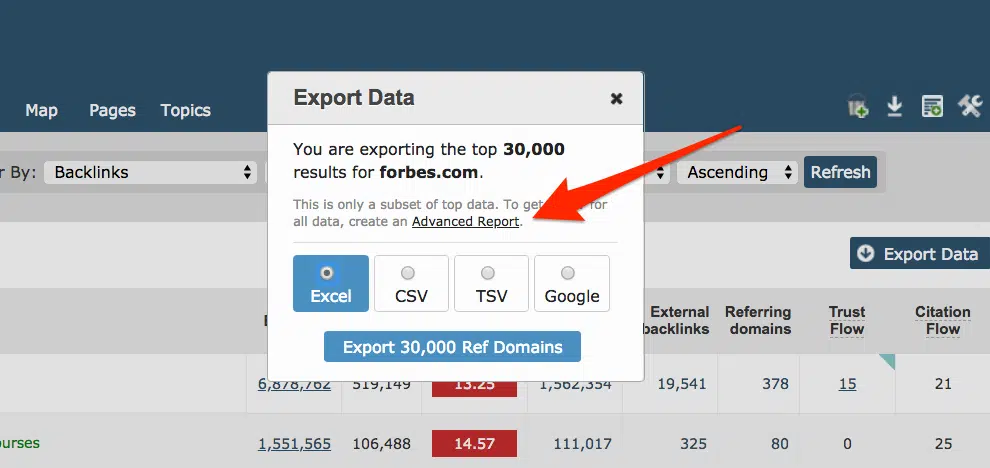 Export Data
Map Pages Topics
You are exporting the top 30,000
results for forbes.com.
r By: Backlinks Ascending Refresh
This is only a subset of top data. To get for
all data, create an Advanced Report.
Export Data
Excel CSV TSV Google
External Referring Trust Citation
backlinks domains Flow Flow
Export 30,000 Ref Domains
6,878,762 519,149 13.25 1,562,354 19,541 378 15 21
ourses 1,551,565 106,488 14.57 111,017 325 80 0 25